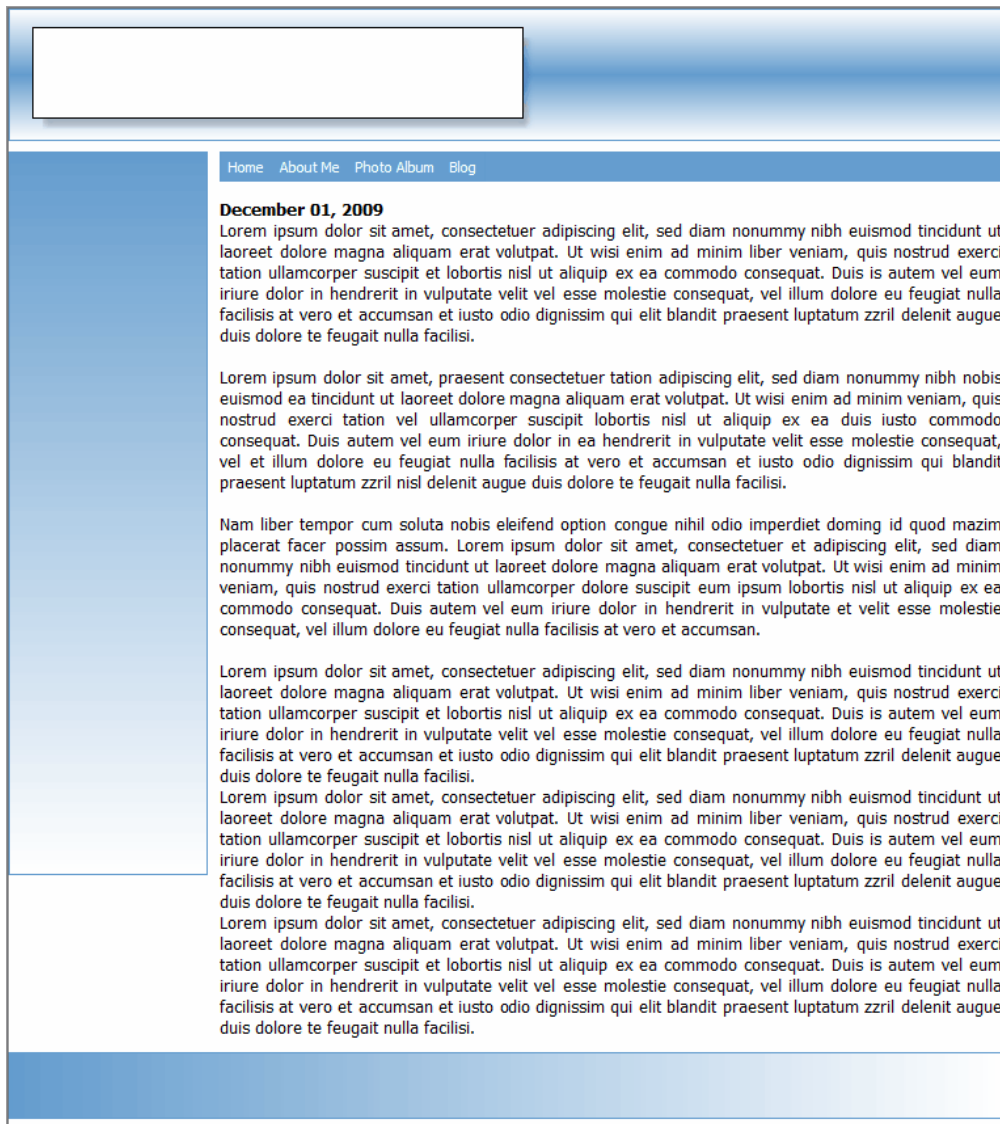 Home About Me Photo Album Blog
December 01, 2009
Lorem ipsum dolor sit amet, consectetuer adipiscing elit, sed diam nonummy nibh euismod tincidunt ut
laoreet dolore magna aliquam erat volutpat. Ut wisi enim ad minim liber veniam, quis nostrud exerci
tation ullamcorper suscipit et lobortis nisl ut aliquip ex ea commodo consequat. Duis is autem vel eum
iriure dolor in hendrerit in vulputate velit vel esse molestie consequat, vel illum dolore eu feugiat nulla
facilisis at vero et accumsan et iusto odio dignissim qui elit blandit praesent luptatum zzril delenit augue
duis dolore te feugait nulla facilisi.
Lorem ipsum dolor sit amet, praesent consectetuer tation adipiscing elit, sed diam nonummy nibh nobis
euismod ea tincidunt ut laoreet dolore magna aliquam erat volutpat. Ut wisi enim ad minim veniam, quis
nostrud exerci tation vel ullamcorper suscipit lobortis nisl ut aliquip ex ea duis iusto commodo
consequat. Duis autem vel eum iriure dolor in ea hendrerit in vulputate velit esse molestie consequat,
vel et illum dolore eu feugiat nulla facilisis at vero et accumsan et iusto odio dignissim qui blandit
praesent luptatum zzril nisl delenit augue duis dolore te feugait nulla facilisi.
Nam liber tempor cum soluta nobis eleifend option congue nihil odio imperdiet doming id quod mazim
placerat facer possim assum. Lorem ipsum dolor sit amet, consectetuer et adipiscing elit, sed diam
nonummy nibh euismod tincidunt ut laoreet dolore magna aliquam erat volutpat. Ut wisi enim ad minim
veniam, quis nostrud exerci tation ullamcorper dolore suscipit eum ipsum lobortis nisl ut aliquip ex ea
commodo consequat. Duis autem vel eum iriure dolor in hendrerit in vulputate et velit esse molestie
consequat, vel illum dolore eu feugiat nulla facilisis at vero et accumsan.
Lorem ipsum dolor sit amet, consectetuer adipiscing elit, sed diam nonummy nibh euismod tincidunt ut
laoreet dolore magna aliquam erat volutpat. Ut wisi enim ad minim liber veniam, quis nostrud exerci
tation ullamcorper suscipit et lobortis nisl ut aliquip ex ea commodo consequat. Duis is autem vel eum
iriure dolor in hendrerit in vulputate velit vel esse molestie consequat, vel illum dolore eu feugiat nulla
facilisis at vero et accumsan et iusto odio dignissim qui elit blandit praesent luptatum zzril delenit augue
duis dolore te feugait nulla facilisi.
Lorem ipsum dolor sit amet, consectetuer adipiscing elit, sed diam nonummy nibh euismod tincidunt ut
laoreet dolore magna aliquam erat volutpat. Ut wisi enim ad minim liber veniam, quis nostrud exerci
tation ullamcorper suscipit et lobortis nisl ut aliquip ex ea commodo consequat. Duis is autem vel eum
iriure dolor in hendrerit in vulputate velit vel esse molestie consequat, vel illum dolore eu feugiat nulla
facilisis at vero et accumsan et iusto odio dignissim qui elit blandit praesent luptatum zzril delenit augue
duis dolore te feugait nulla facilisi.
Lorem ipsum dolor sit amet, consectetuer adipiscing elit, sed diam nonummy nibh euismod tincidunt ut
laoreet dolore magna aliquam erat volutpat. Ut wisi enim ad minim liber veniam, quis nostrud exerci
tation ullamcorper suscipit et lobortis nisl ut aliquip ex ea commodo consequat. Duis is autem vel eum
iriure dolor in hendrerit in vulputate velit vel esse molestie consequat, vel illum dolore eu feugiat nulla
facilisis at vero et accumsan et iusto odio dignissim qui elit blandit praesent luptatum zzril delenit augue
duis dolore te feugait nulla facilisi.